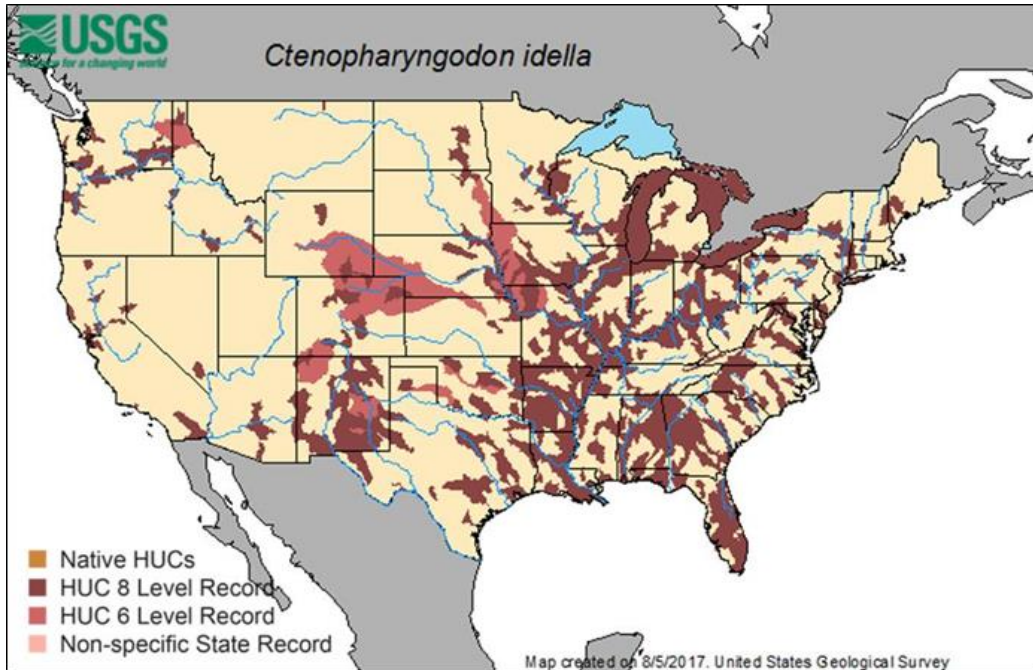 USGS
science for a changing world
Ctenopharyngodon idella
Native HUCs
HUC 8 Level Record
HUC 6 Level Record
Non-specific State Record
Map created on 8/5/2017. United States Geological Survey